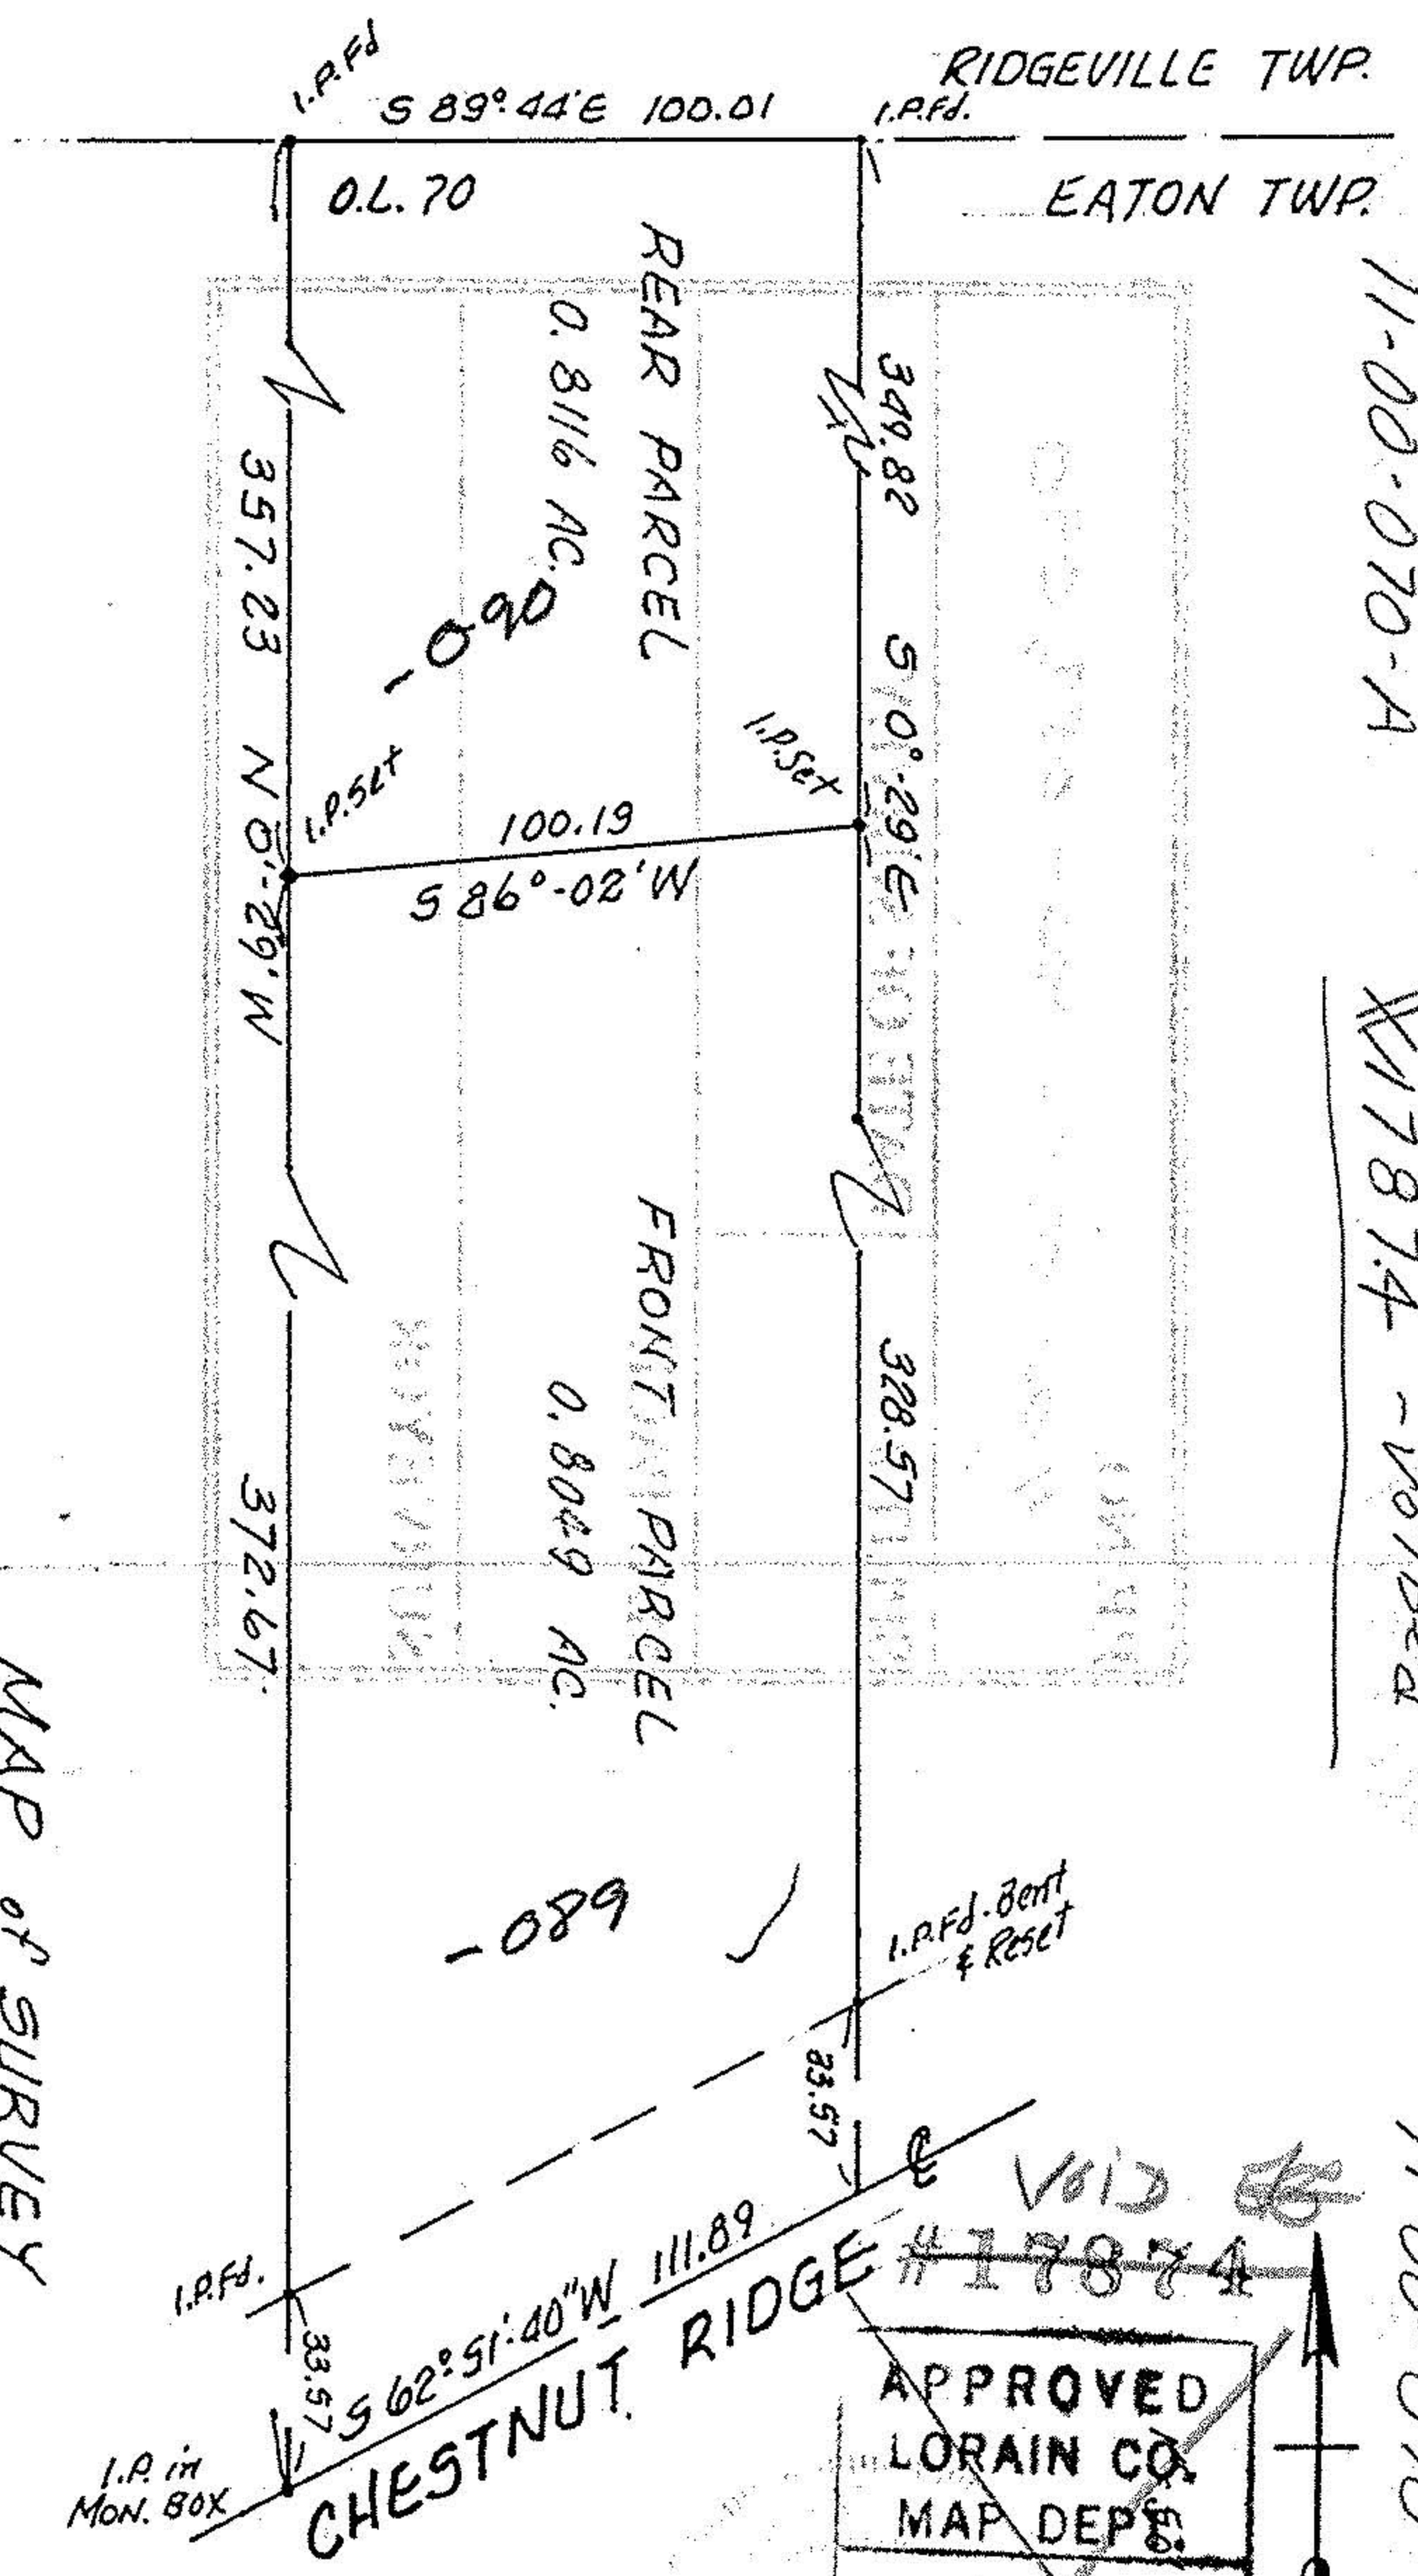 I.P.Fd
S 89°-44'E 100.01
I.P.Fd.
RIDGEVILLE TWP.
O.L. 70
EATON TWP.
11-00-070-A
REAR PARCEL
0.8116 AC.
-090
349.82 S 0°-29'E
357.23 N 0°-29'W
I.P.Set
I.P.Set
100.19
S 86°-02'W
#17874 - Voided
FRONT PARCEL
0.8049 AC.
328.57
372.67
-089
I.P.Fd.-Bent
& Reset
33.57
MAP of SURVEY
I.P.Fd.
33.57
S 62°-51'-40"W 111.89
CHESTNUT RIDGE
I.P. in
MON. BOX
VOID
#17874
APPROVED
LORAIN CO.
MAP DEPT.